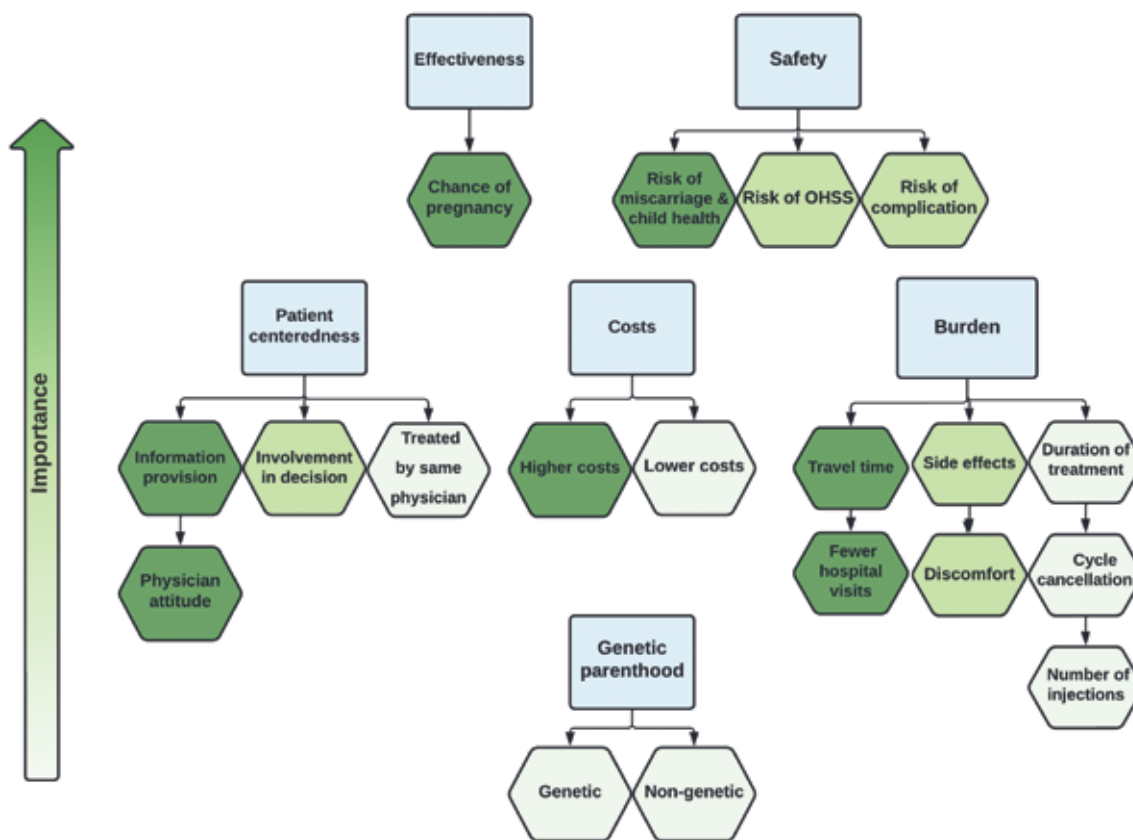 Effectiveness
Safety
Chance of
pregnancy
Risk of
miscarriage &
child health
Risk of OHSS
Risk of
complication
Importance
Patient
centeredness
Costs
Burden
Information
provision
Involvement
in decision
Treated
by same
physician
Higher costs
Lower costs
Travel time
Side effects
Duration of
treatment
Physician
attitude
Fewer
hospital
visits
Discomfort
Cycle
cancellation
Genetic
parenthood
Number of
injections
Genetic
Non-genetic